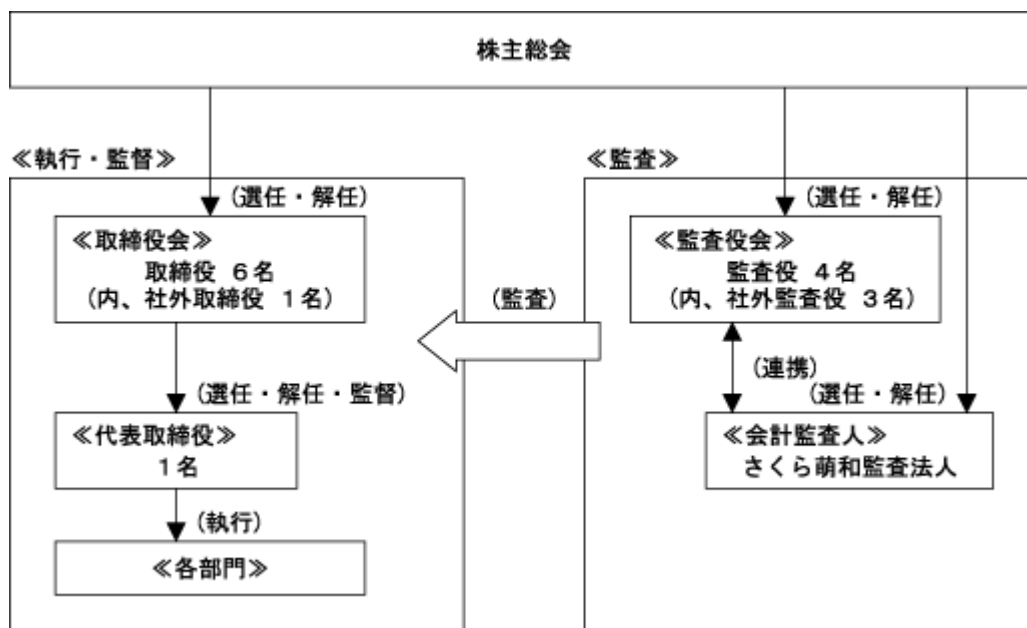 株主総会
≪執行・監督≫
(選任・解任)
≪取締役会≫
取締役 6名
(内、社外取締役 1名)
(選任・解任・監督)
≪代表取締役≫
1名
(執行)
≪各部門≫
(監査)
≪監査≫
(選任・解任)
≪監査役会≫
監査役 4名
(内、社外監査役 3名)
(連携)
(選任・解任)
≪会計監査人≫
さくら萌和監査法人